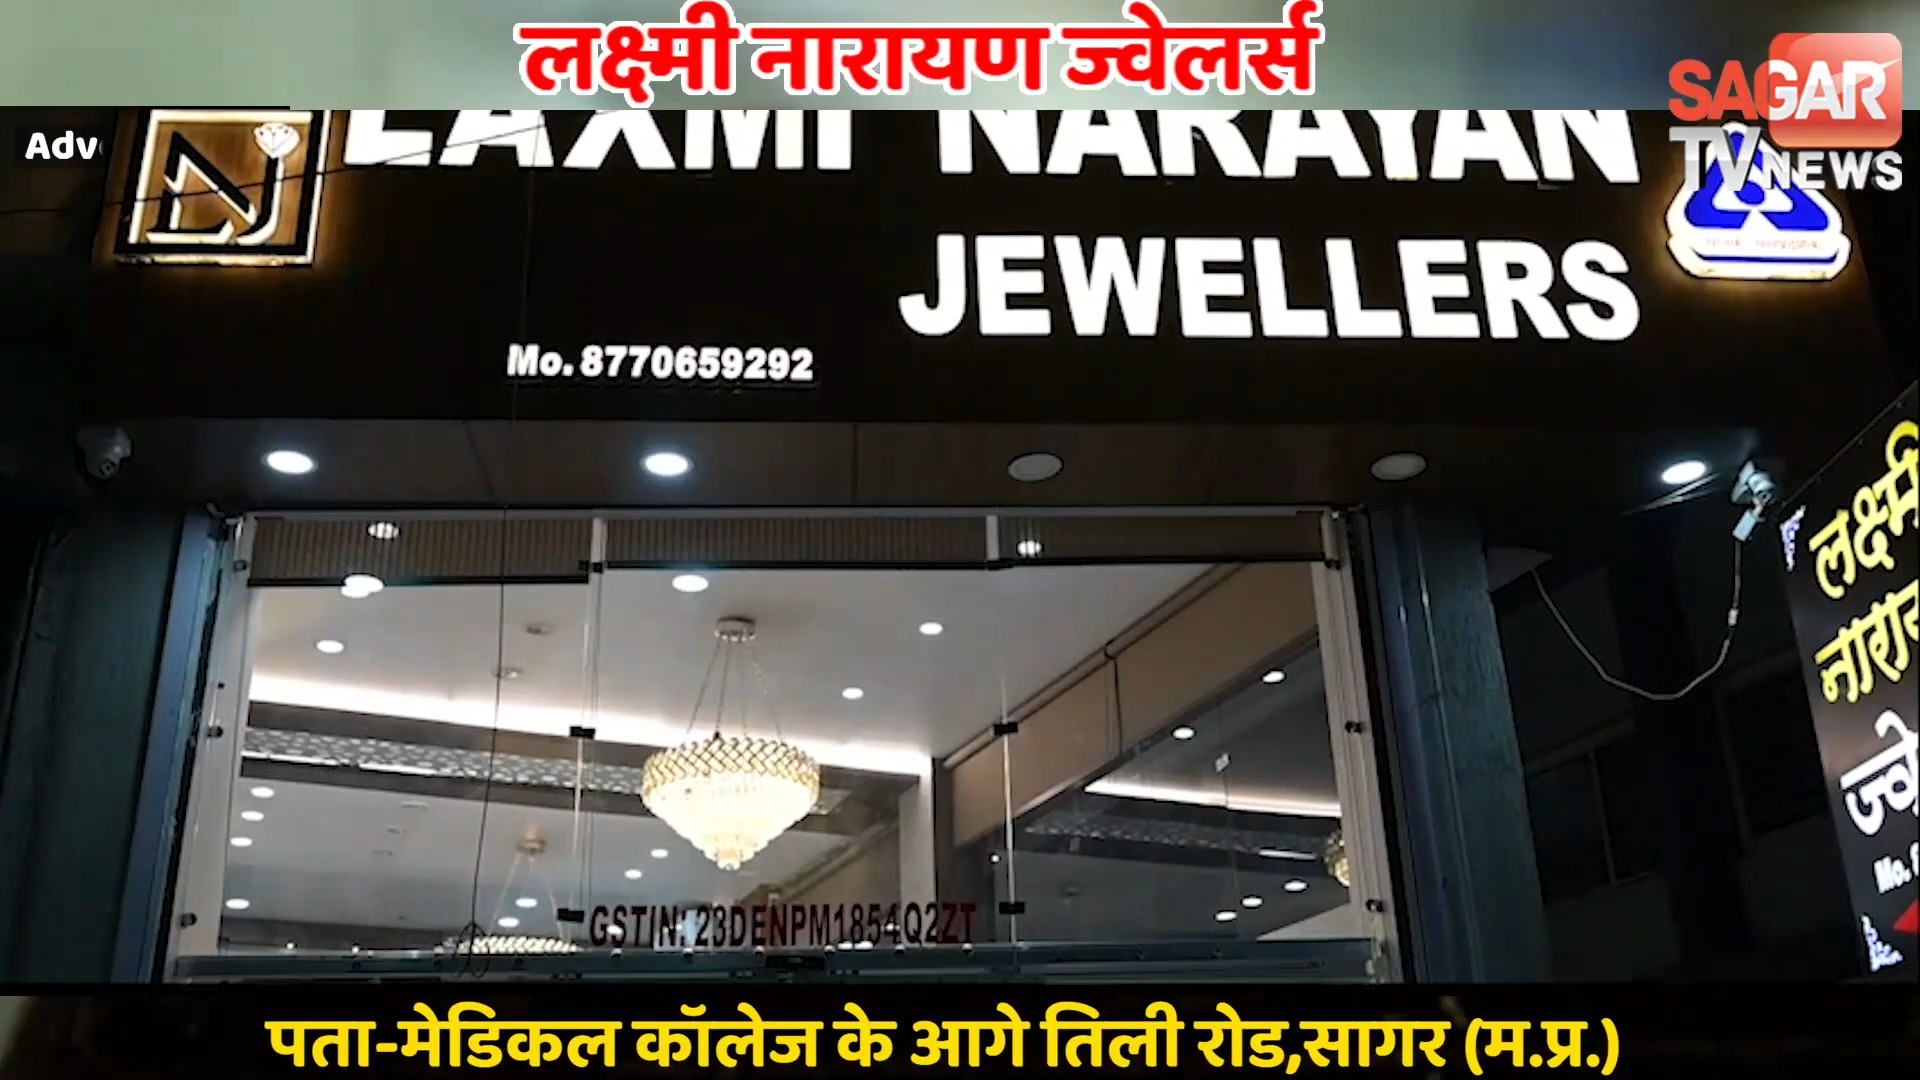 लक्ष्मी नारायण ज्वेलर्स
SAGAR
TV NEWS
Adv
LAXMI NARAYAN
JEWELLERS
Mo. 8770659292
लक्ष्मी
GSTIN: 23DENPM1854Q2ZT
पता-मेडिकल कॉलेज के आगे तिली रोड,सागर (म.प्र.)